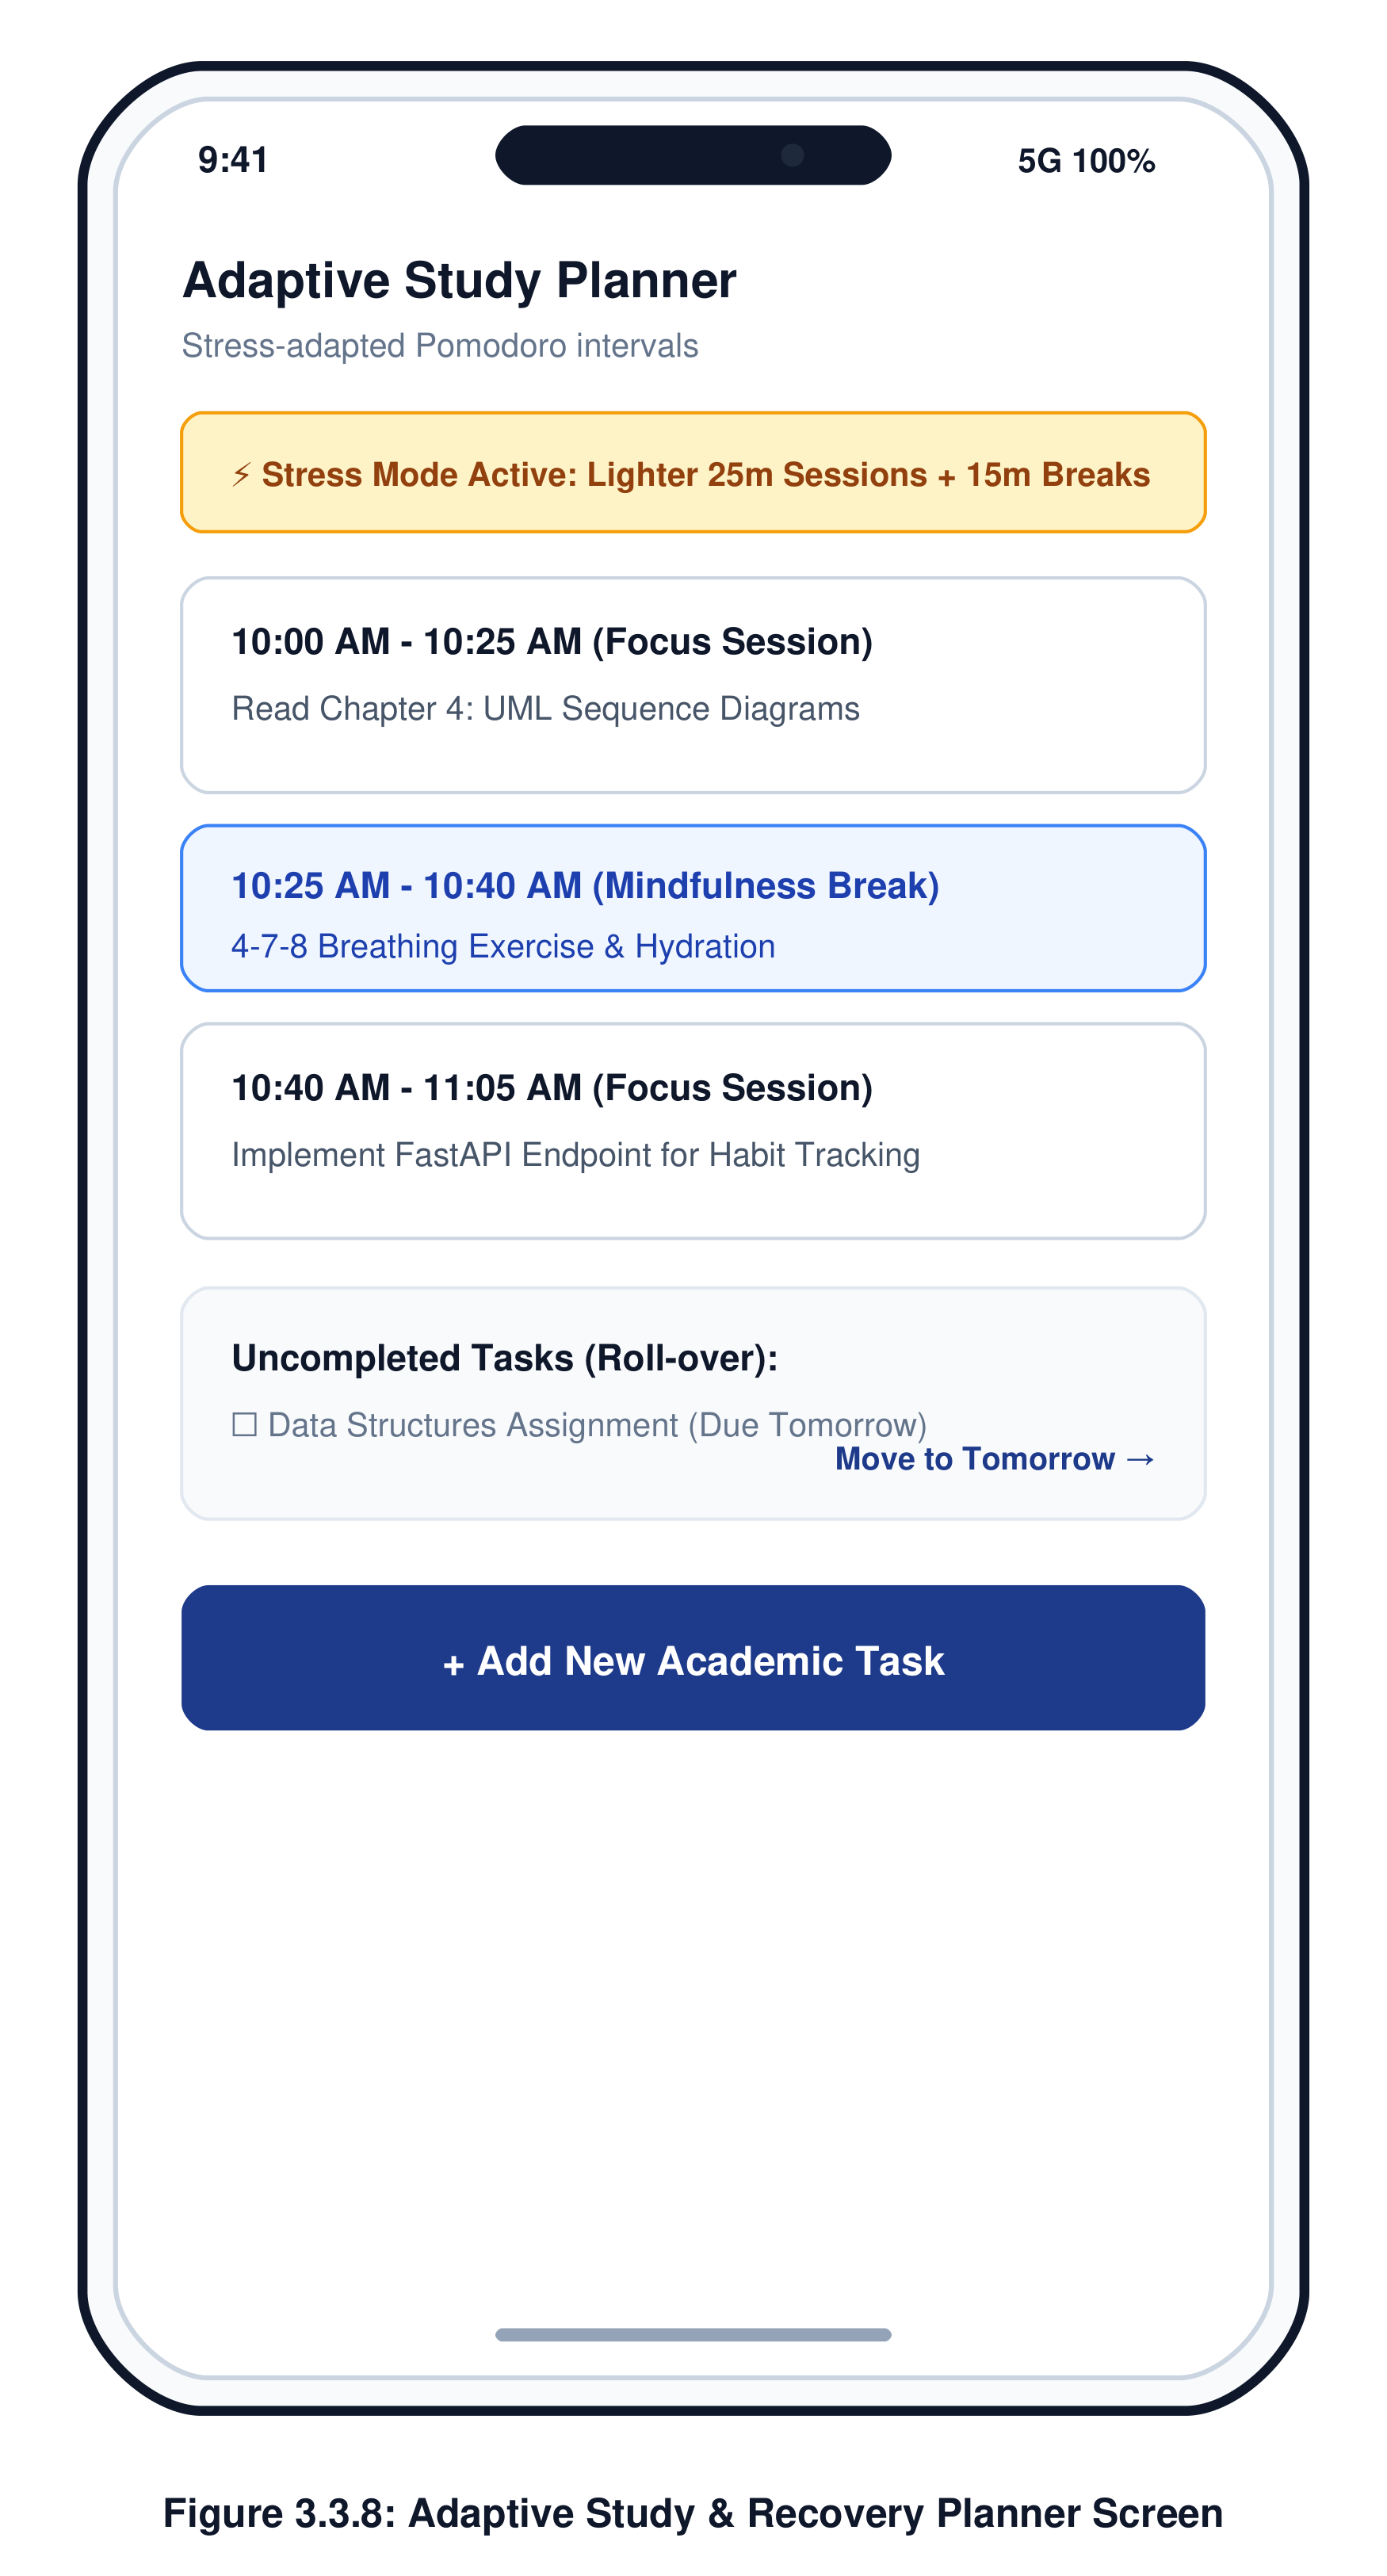 9:41
5G 100%
Adaptive Study Planner
Stress-adapted Pomodoro intervals
⚡ Stress Mode Active: Lighter 25m Sessions + 15m Breaks
10:00 AM - 10:25 AM (Focus Session)
Read Chapter 4: UML Sequence Diagrams
10:25 AM - 10:40 AM (Mindfulness Break)
4-7-8 Breathing Exercise & Hydration
10:40 AM - 11:05 AM (Focus Session)
Implement FastAPI Endpoint for Habit Tracking
Uncompleted Tasks (Roll-over):
☐ Data Structures Assignment (Due Tomorrow)
Move to Tomorrow →
+ Add New Academic Task
Figure 3.3.8: Adaptive Study & Recovery Planner Screen